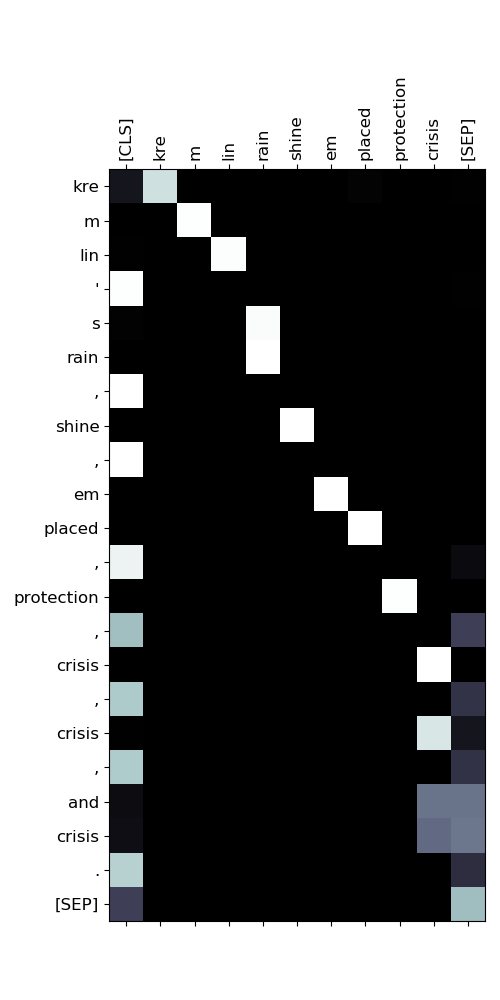 [CLS] kre m lin rain shine em placed protection crisis [SEP]
kre
m
lin
'
s
rain
,
shine
,
em
placed
,
protection
,
crisis
,
crisis
,
and
crisis
.
[SEP]